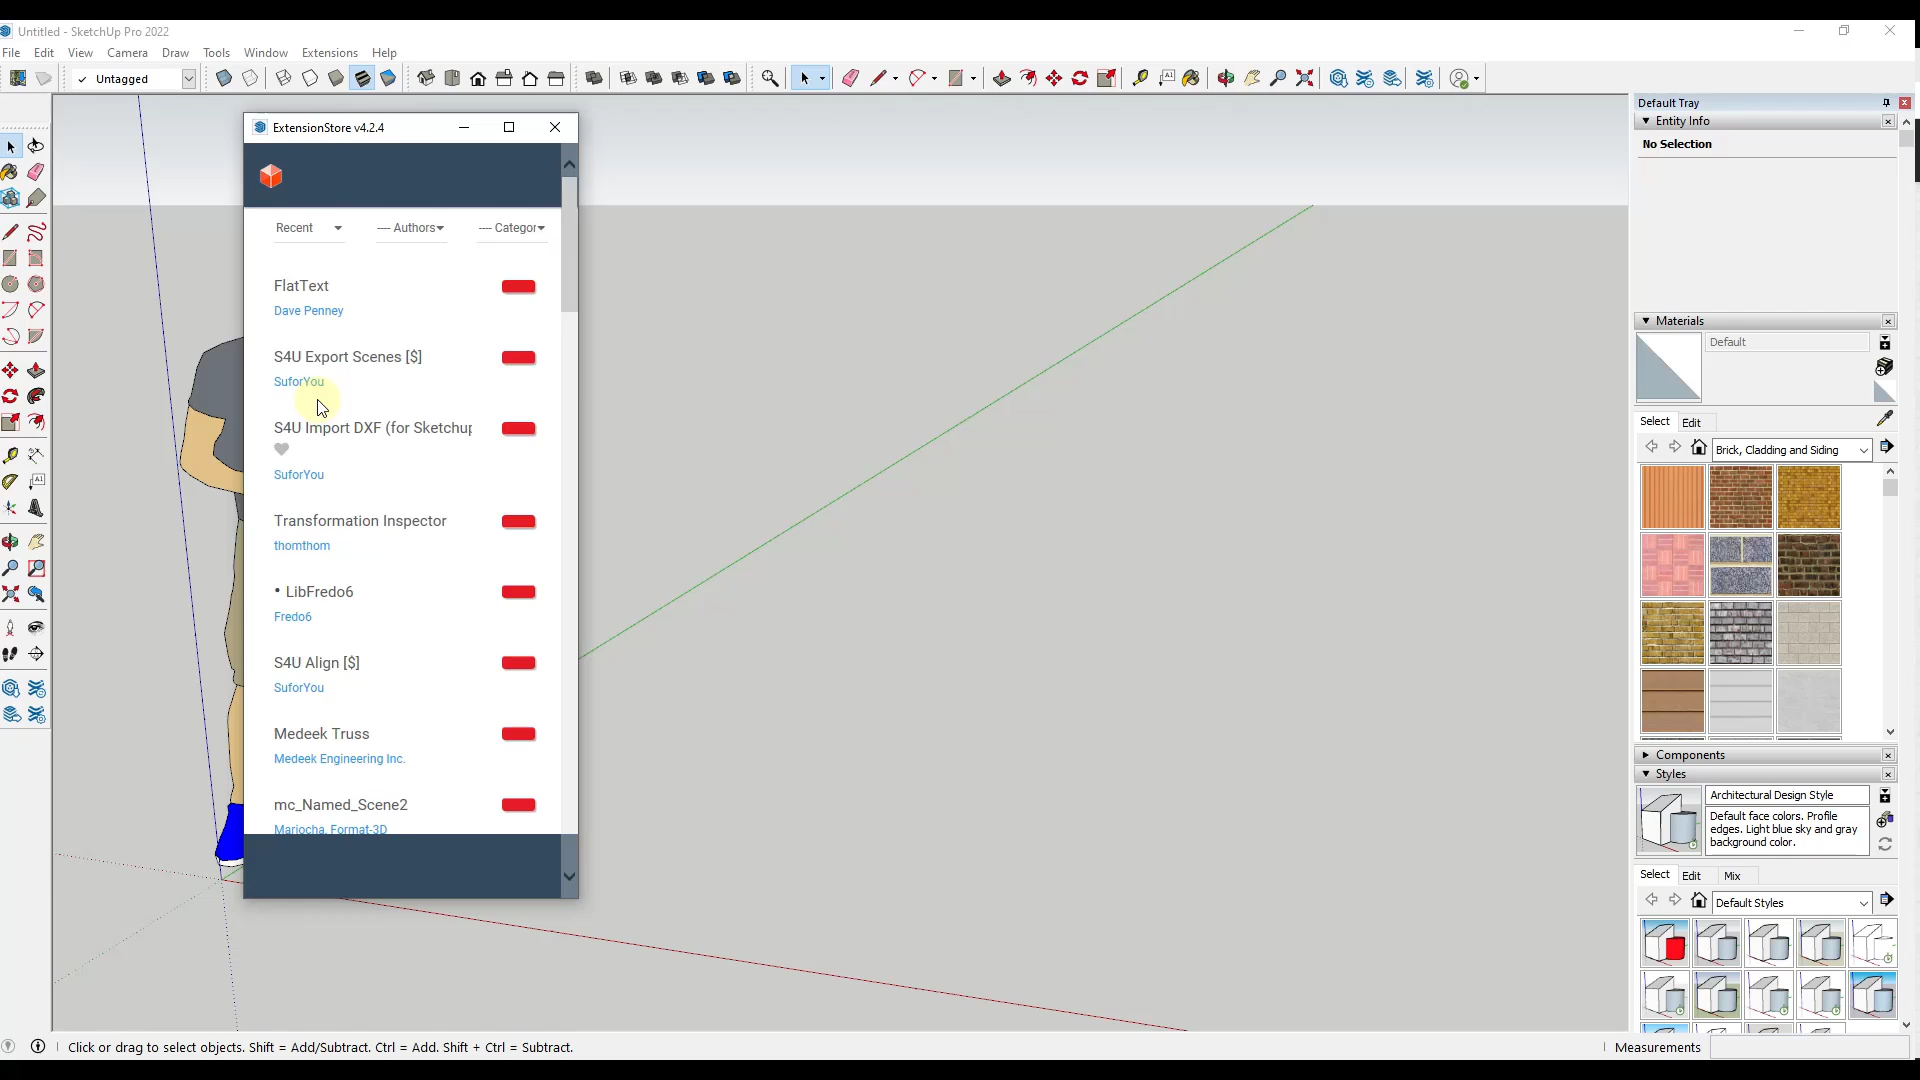 Untitled - SketchUp Pro 2022
File Edit View Camera Draw Tools Window Extensions Help
Untagged
Default Tray
Entity Info
No Selection
ExtensionStore v4.2.4
Recent
---- Authors
---- Categor
FlatText
Dave Penney
S4U Export Scenes [$]
SuforYou
S4U Import DXF (for Sketchup
SuforYou
Transformation Inspector
thomthom
• LibFredo6
Fredo6
S4U Align [$]
SuforYou
Medeek Truss
Medeek Engineering Inc.
mc_Named_Scene2
Mariocha, Format-3D
Materials
Default
Select Edit
Brick, Cladding and Siding
Components
Styles
Architectural Design Style
Default face colors. Profile
edges. Light blue sky and gray
background color.
Select Edit Mix
Default Styles
Click or drag to select objects. Shift = Add/Subtract. Ctrl = Add. Shift + Ctrl = Subtract.
Measurements